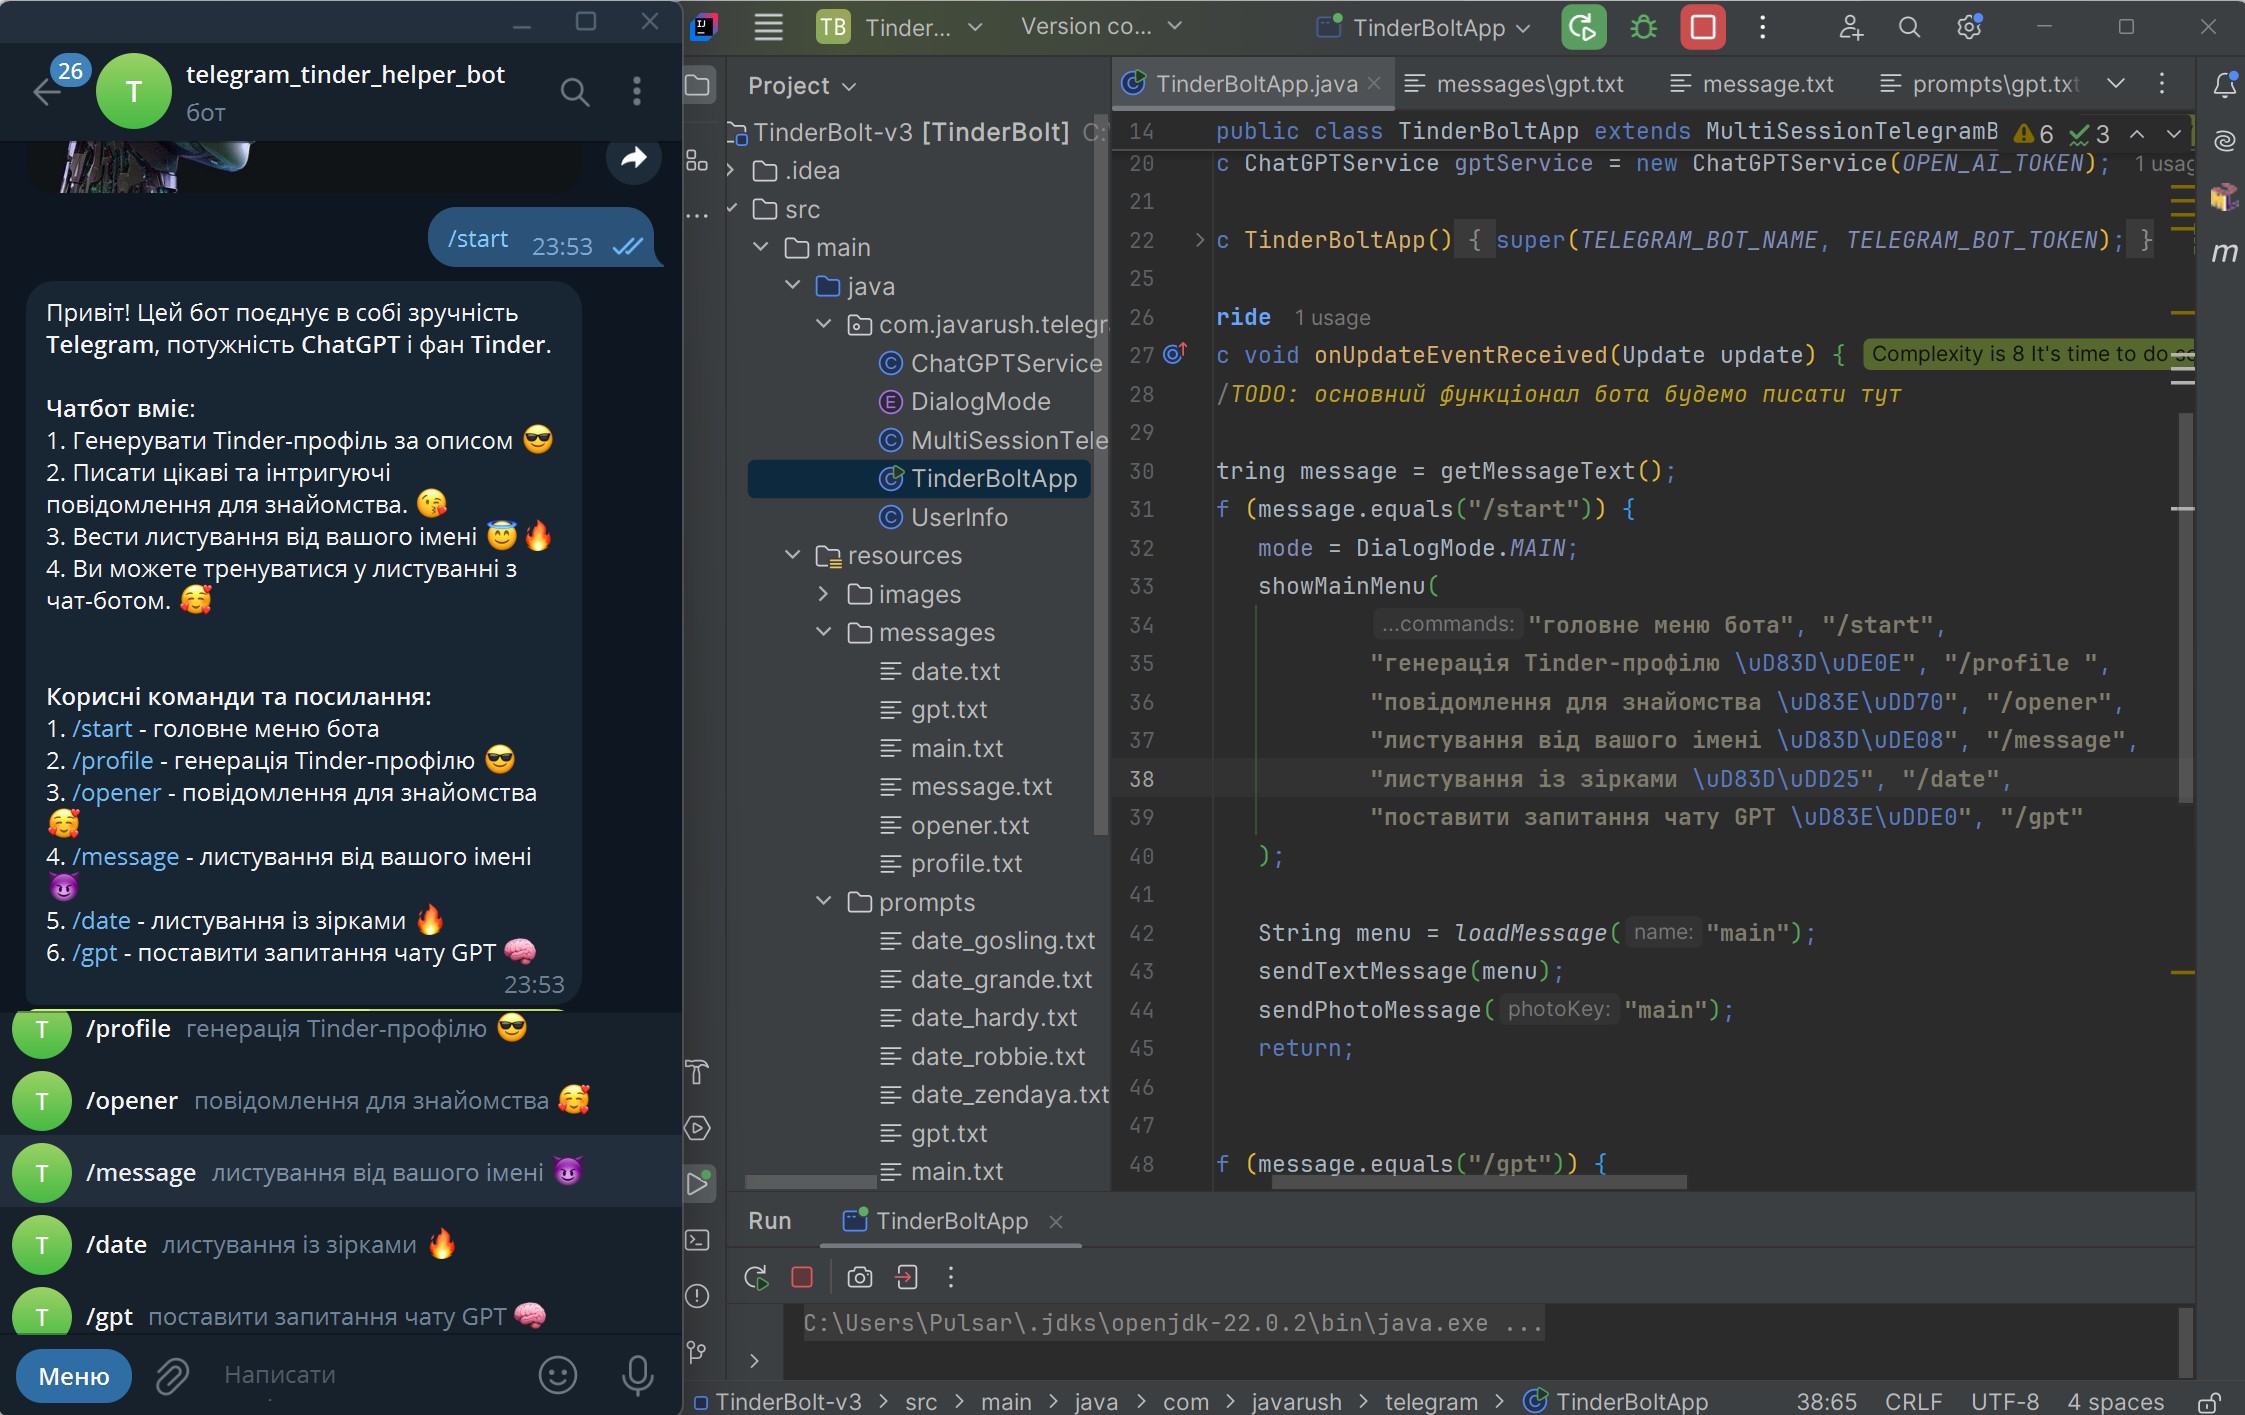 26
T
telegram_tinder_helper_bot
бот
/start 23:53
Привіт! Цей бот поєднує в собі зручність
Telegram, потужність ChatGPT і фан Tinder.
Чатбот вміє:
1. Генерувати Tinder-профіль за описом 😎
2. Писати цікаві та інтригуючі
повідомлення для знайомства. 😘
3. Вести листування від вашого імені 😇🔥
4. Ви можете тренуватися у листуванні з
чат-ботом. 🥰
Корисні команди та посилання:
1. /start - головне меню бота
2. /profile - генерація Tinder-профілю 😎
3. /opener - повідомлення для знайомства
🥰
4. /message - листування від вашого імені
😈
5. /date - листування із зірками 🔥
6. /gpt - поставити запитання чату GPT 🧠
23:53
T /profile генерація Tinder-профілю 😎
T /opener повідомлення для знайомства 🥰
T /message листування від вашого імені 😈
T /date листування із зірками 🔥
T /gpt поставити запитання чату GPT 🧠
Меню
Написати
IJ
TB Tinder...
Version co...
TinderBoltApp
Project
TinderBolt-v3 [TinderBolt] C:\
.idea
src
main
java
com.javarush.telegr
ChatGPTService
DialogMode
MultiSessionTele
TinderBoltApp
UserInfo
resources
images
messages
date.txt
gpt.txt
main.txt
message.txt
opener.txt
profile.txt
prompts
date_gosling.txt
date_grande.txt
date_hardy.txt
date_robbie.txt
date_zendaya.txt
gpt.txt
main.txt
TinderBoltApp.java
messages\gpt.txt
message.txt
prompts\gpt.txt
14 public class TinderBoltApp extends MultiSessionTelegramB 6 3
20 c ChatGPTService gptService = new ChatGPTService(OPEN_AI_TOKEN); 1 usag
21
22 c TinderBoltApp() { super(TELEGRAM_BOT_NAME, TELEGRAM_BOT_TOKEN); }
25
26 ride 1 usage
27 c void onUpdateEventReceived(Update update) { Complexity is 8 It's time to do
28 /TODO: основний функціонал бота будемо писати тут
29
30 tring message = getMessageText();
31 f (message.equals("/start")) {
32 mode = DialogMode.MAIN;
33 showMainMenu(
34 ...commands: "головне меню бота", "/start",
35 "генерація Tinder-профілю \uD83D\uDE0E", "/profile ",
36 "повідомлення для знайомства \uD83E\uDD70", "/opener",
37 "листування від вашого імені \uD83D\uDE08", "/message",
38 "листування із зірками \uD83D\uDD25", "/date",
39 "поставити запитання чату GPT \uD83E\uDDE0", "/gpt"
40 );
41
42 String menu = loadMessage( name: "main");
43 sendTextMessage(menu);
44 sendPhotoMessage( photoKey: "main");
45 return;
46
47
48 f (message.equals("/gpt")) {
m
Run
TinderBoltApp
C:\Users\Pulsar\.jdks\openjdk-22.0.2\bin\java.exe ...
TinderBolt-v3 > src > main > java > com > javarush > telegram > TinderBoltApp
38:65 CRLF UTF-8 4 spaces